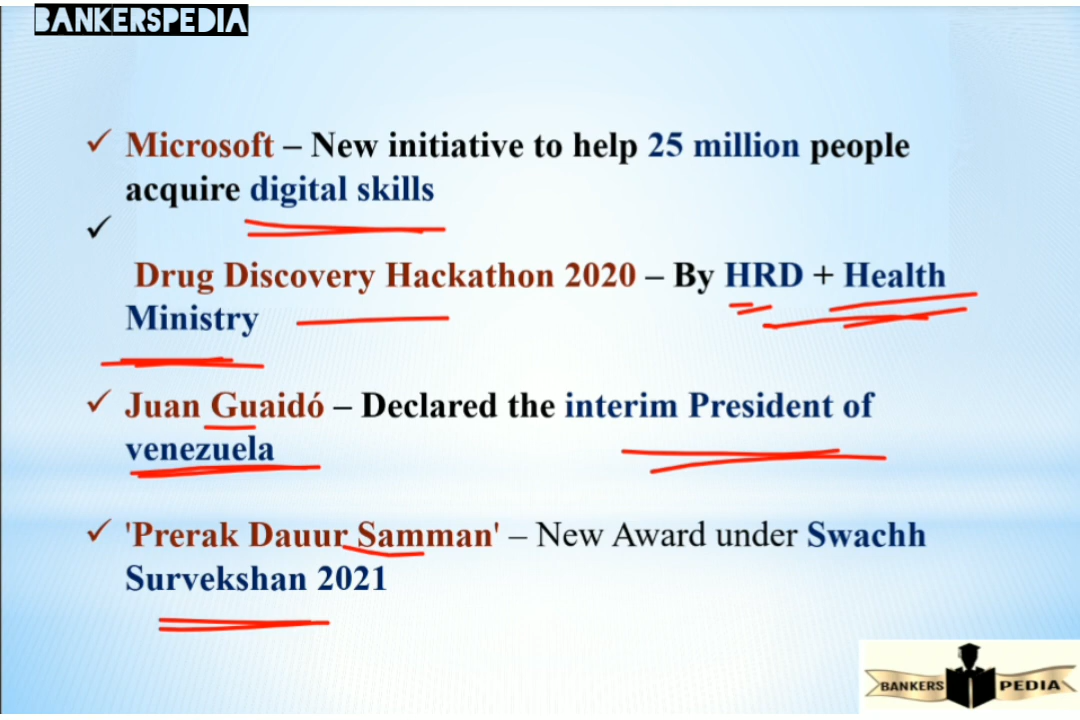 BANKERSPEDIA
✓ Microsoft – New initiative to help 25 million people
acquire digital skills
✓
Drug Discovery Hackathon 2020 – By HRD + Health
Ministry
✓ Juan Guaidó – Declared the interim President of
venezuela
✓ 'Prerak Dauur Samman' – New Award under Swachh
Survekshan 2021
BANKERS PEDIA